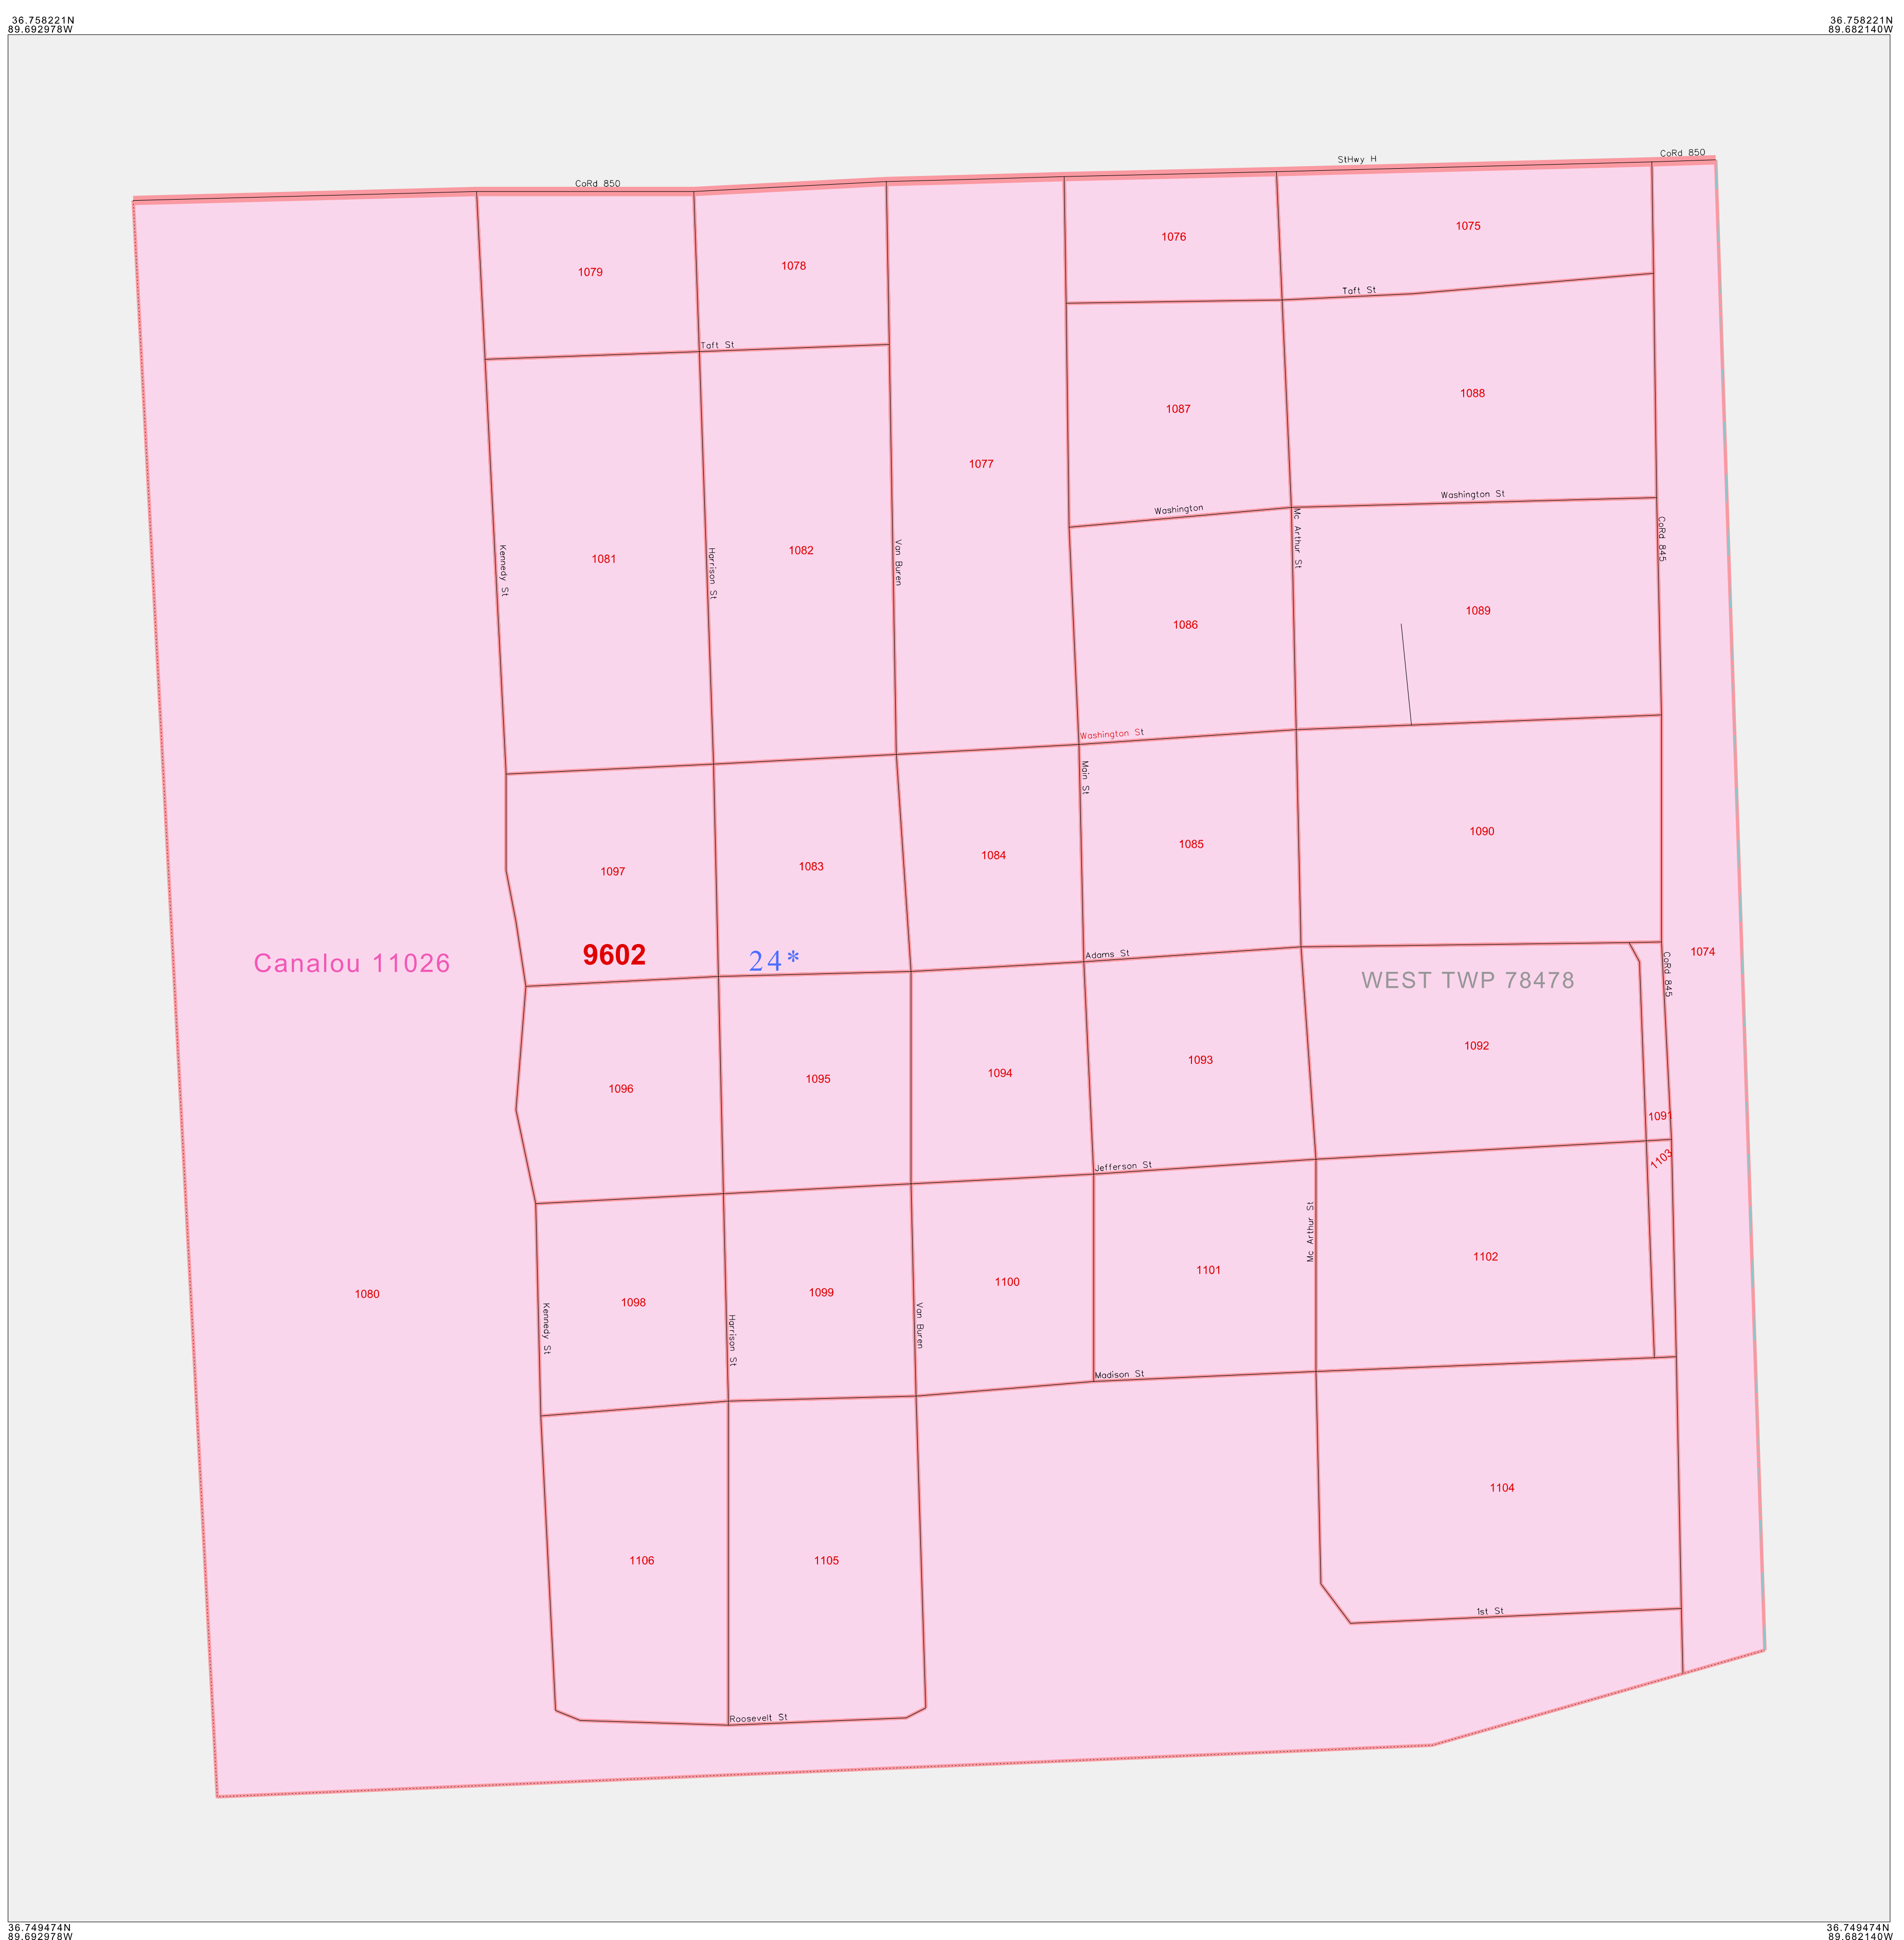 36.758221N
89.692978W
36.758221N
89.682140W
CoRd 850
StHwy H
CoRd 850
1079
1078
1076
1075
Taft St
Taft St
1087
1088
1077
Washington
Washington St
Kennedy St
1081
Harrison St
1082
Van Buren
Mc Arthur St
CoRd 845
1086
1089
Washington St
Main St
1097
1083
1084
1085
1090
Canalou 11026
9602
24*
Adams St
WEST TWP 78478
CoRd 845
1074
1096
1095
1094
1093
1092
1091
1103
Jefferson St
Mc Arthur St
1080
Kennedy St
1098
Harrison St
1099
Van Buren
1100
1101
1102
Madison St
1106
1105
1104
1st St
Roosevelt St
36.749474N
89.692978W
36.749474N
89.682140W